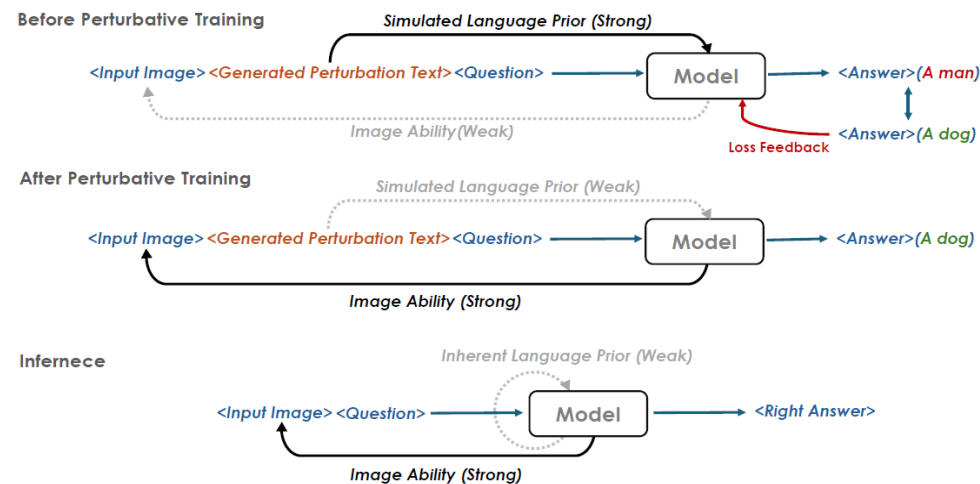 Before Perturbative Training
Simulated Language Prior (Strong)
<Input Image> <Generated Perturbation Text> <Question>
Model
<Answer>(A man)
Image Ability(Weak)
Loss Feedback
<Answer>(A dog)
After Perturbative Training
Simulated Language Prior (Weak)
<Input Image> <Generated Perturbation Text> <Question>
Model
<Answer>(A dog)
Image Ability (Strong)
Infernece
Inherent Language Prior (Weak)
<Input Image> <Question>
Model
<Right Answer>
Image Ability (Strong)